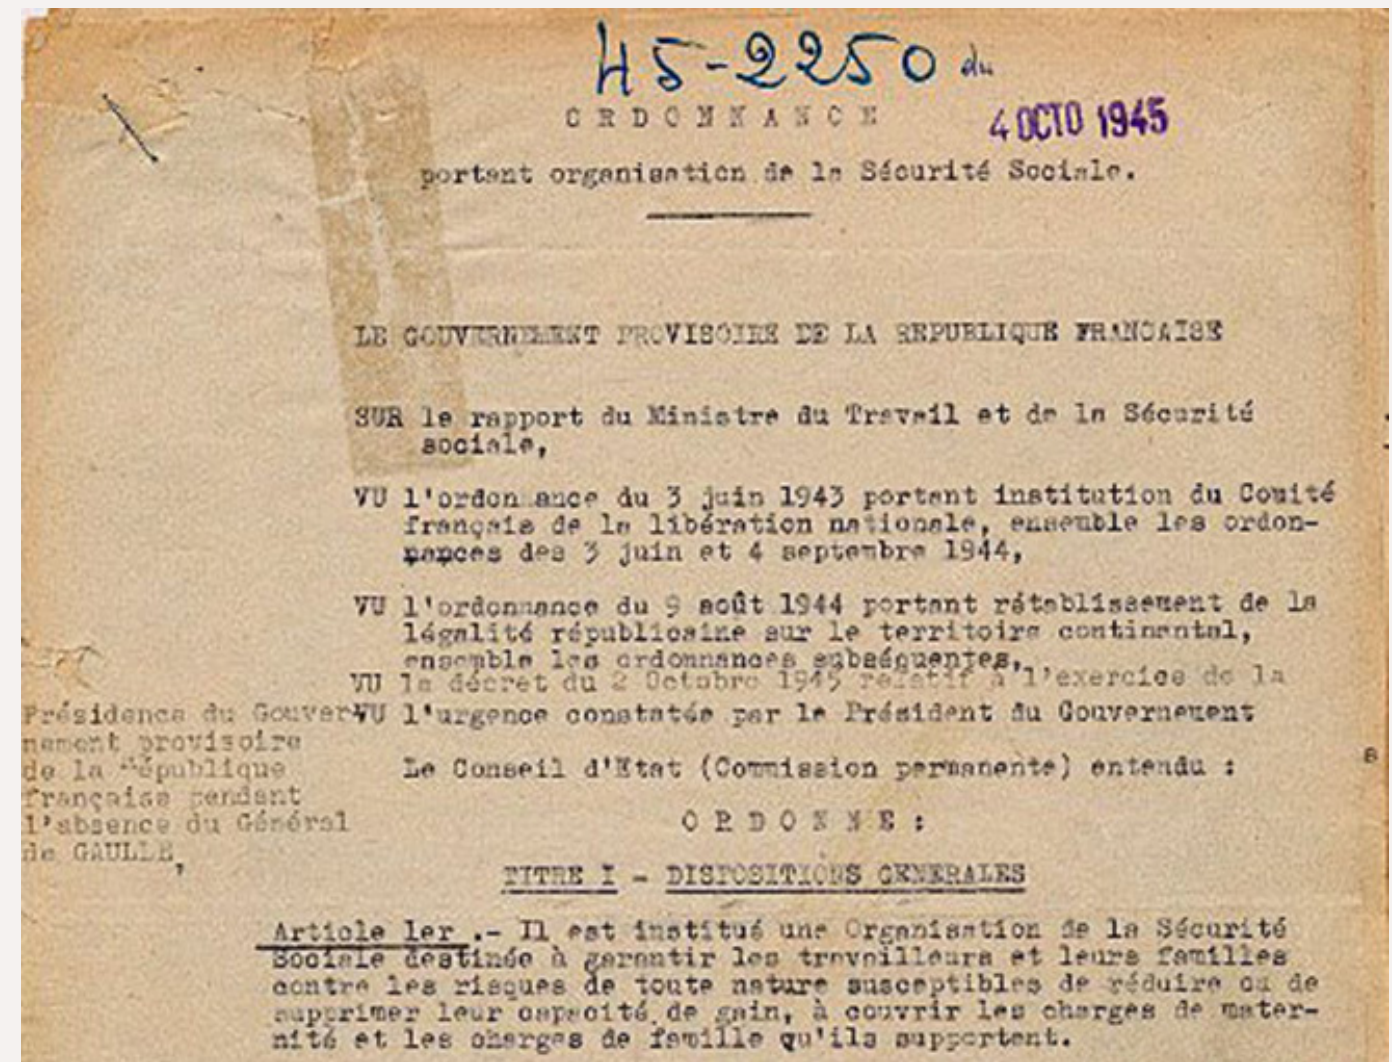 45-2250 du
ORDONNANCE
4 OCTO 1945
portant organisation de la Sécurité Sociale.
LE GOUVERNEMENT PROVISOIRE DE LA REPUBLIQUE FRANCAISE
SUR le rapport du Ministre du Travail et de la Sécurité
sociale,
VU l'ordonnance du 3 juin 1943 portant institution du Comité
français de la libération nationale, ensemble les ordon-
nances des 3 juin et 4 septembre 1944,
VU l'ordonnance du 9 août 1944 portant rétablissement de la
légalité républicaine sur le territoire continental,
ensemble les ordonnances subséquentes,
VU le décret du 2 Octobre 1945 relatif à l'exercice de la
Présidence du Gouver-
nement provisoire
de la République
française pendant
l'absence du Général
de GAULLE,
VU l'urgence constatée par le Président du Gouvernement
Le Conseil d'Etat (Commission permanente) entendu :
ORDONNE :
TITRE I - DISPOSITIONS GENERALES
Article 1er .- Il est institué une Organisation de la Sécurité
Sociale destinée à garantir les travailleurs et leurs familles
contre les risques de toute nature susceptibles de réduire ou de
supprimer leur capacité de gain, à couvrir les charges de mater-
nité et les charges de famille qu'ils supportent.